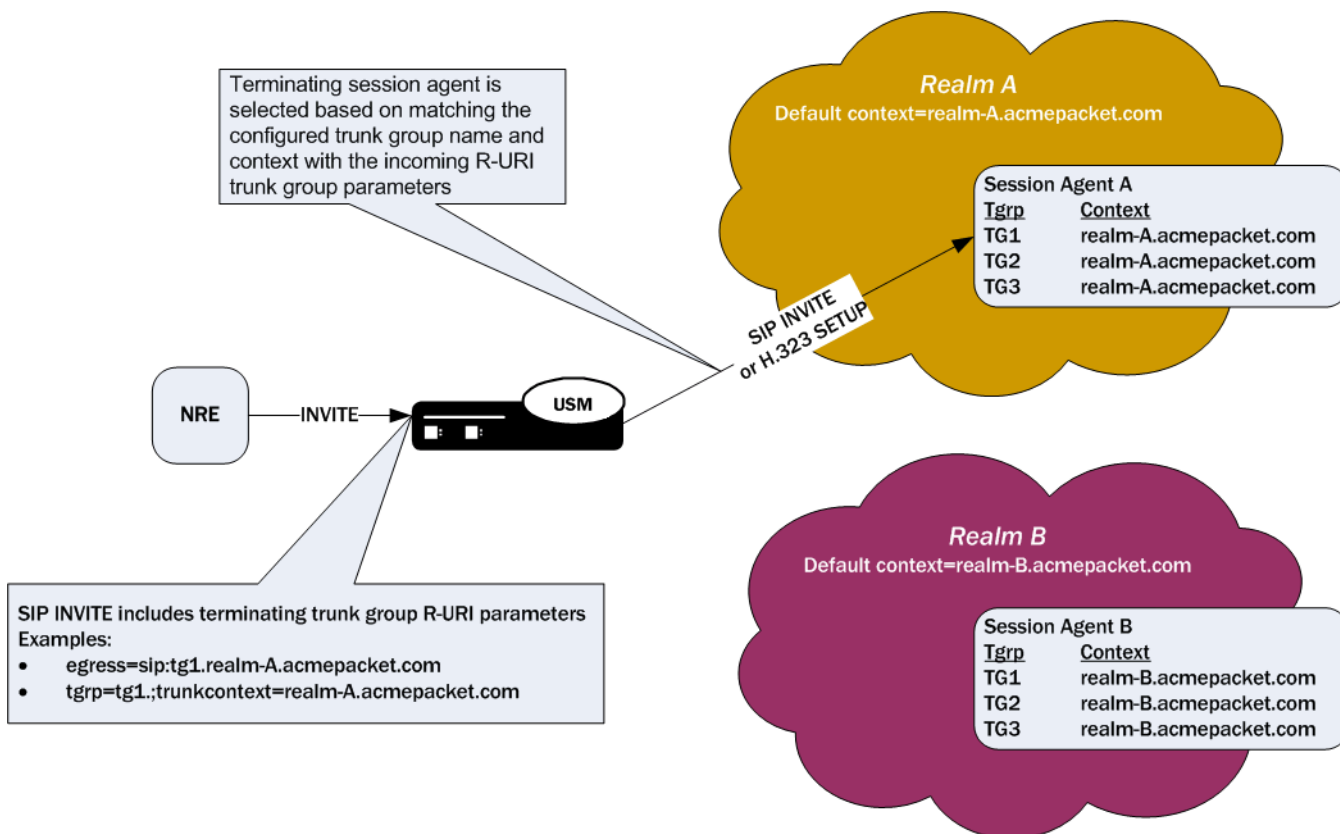 Terminating session agent is
selected based on matching the
configured trunk group name and
context with the incoming R-URI
trunk group parameters
Realm A
Default context=realm-A.acmepacket.com
Session Agent A
Tgrp Context
TG1 realm-A.acmepacket.com
TG2 realm-A.acmepacket.com
TG3 realm-A.acmepacket.com
SIP INVITE
or H.323 SETUP
NRE
INVITE
USM
Realm B
Default context=realm-B.acmepacket.com
Session Agent B
Tgrp Context
TG1 realm-B.acmepacket.com
TG2 realm-B.acmepacket.com
TG3 realm-B.acmepacket.com
SIP INVITE includes terminating trunk group R-URI parameters
Examples:
• egress=sip:tg1.realm-A.acmepacket.com
• tgrp=tg1.;trunkcontext=realm-A.acmepacket.com